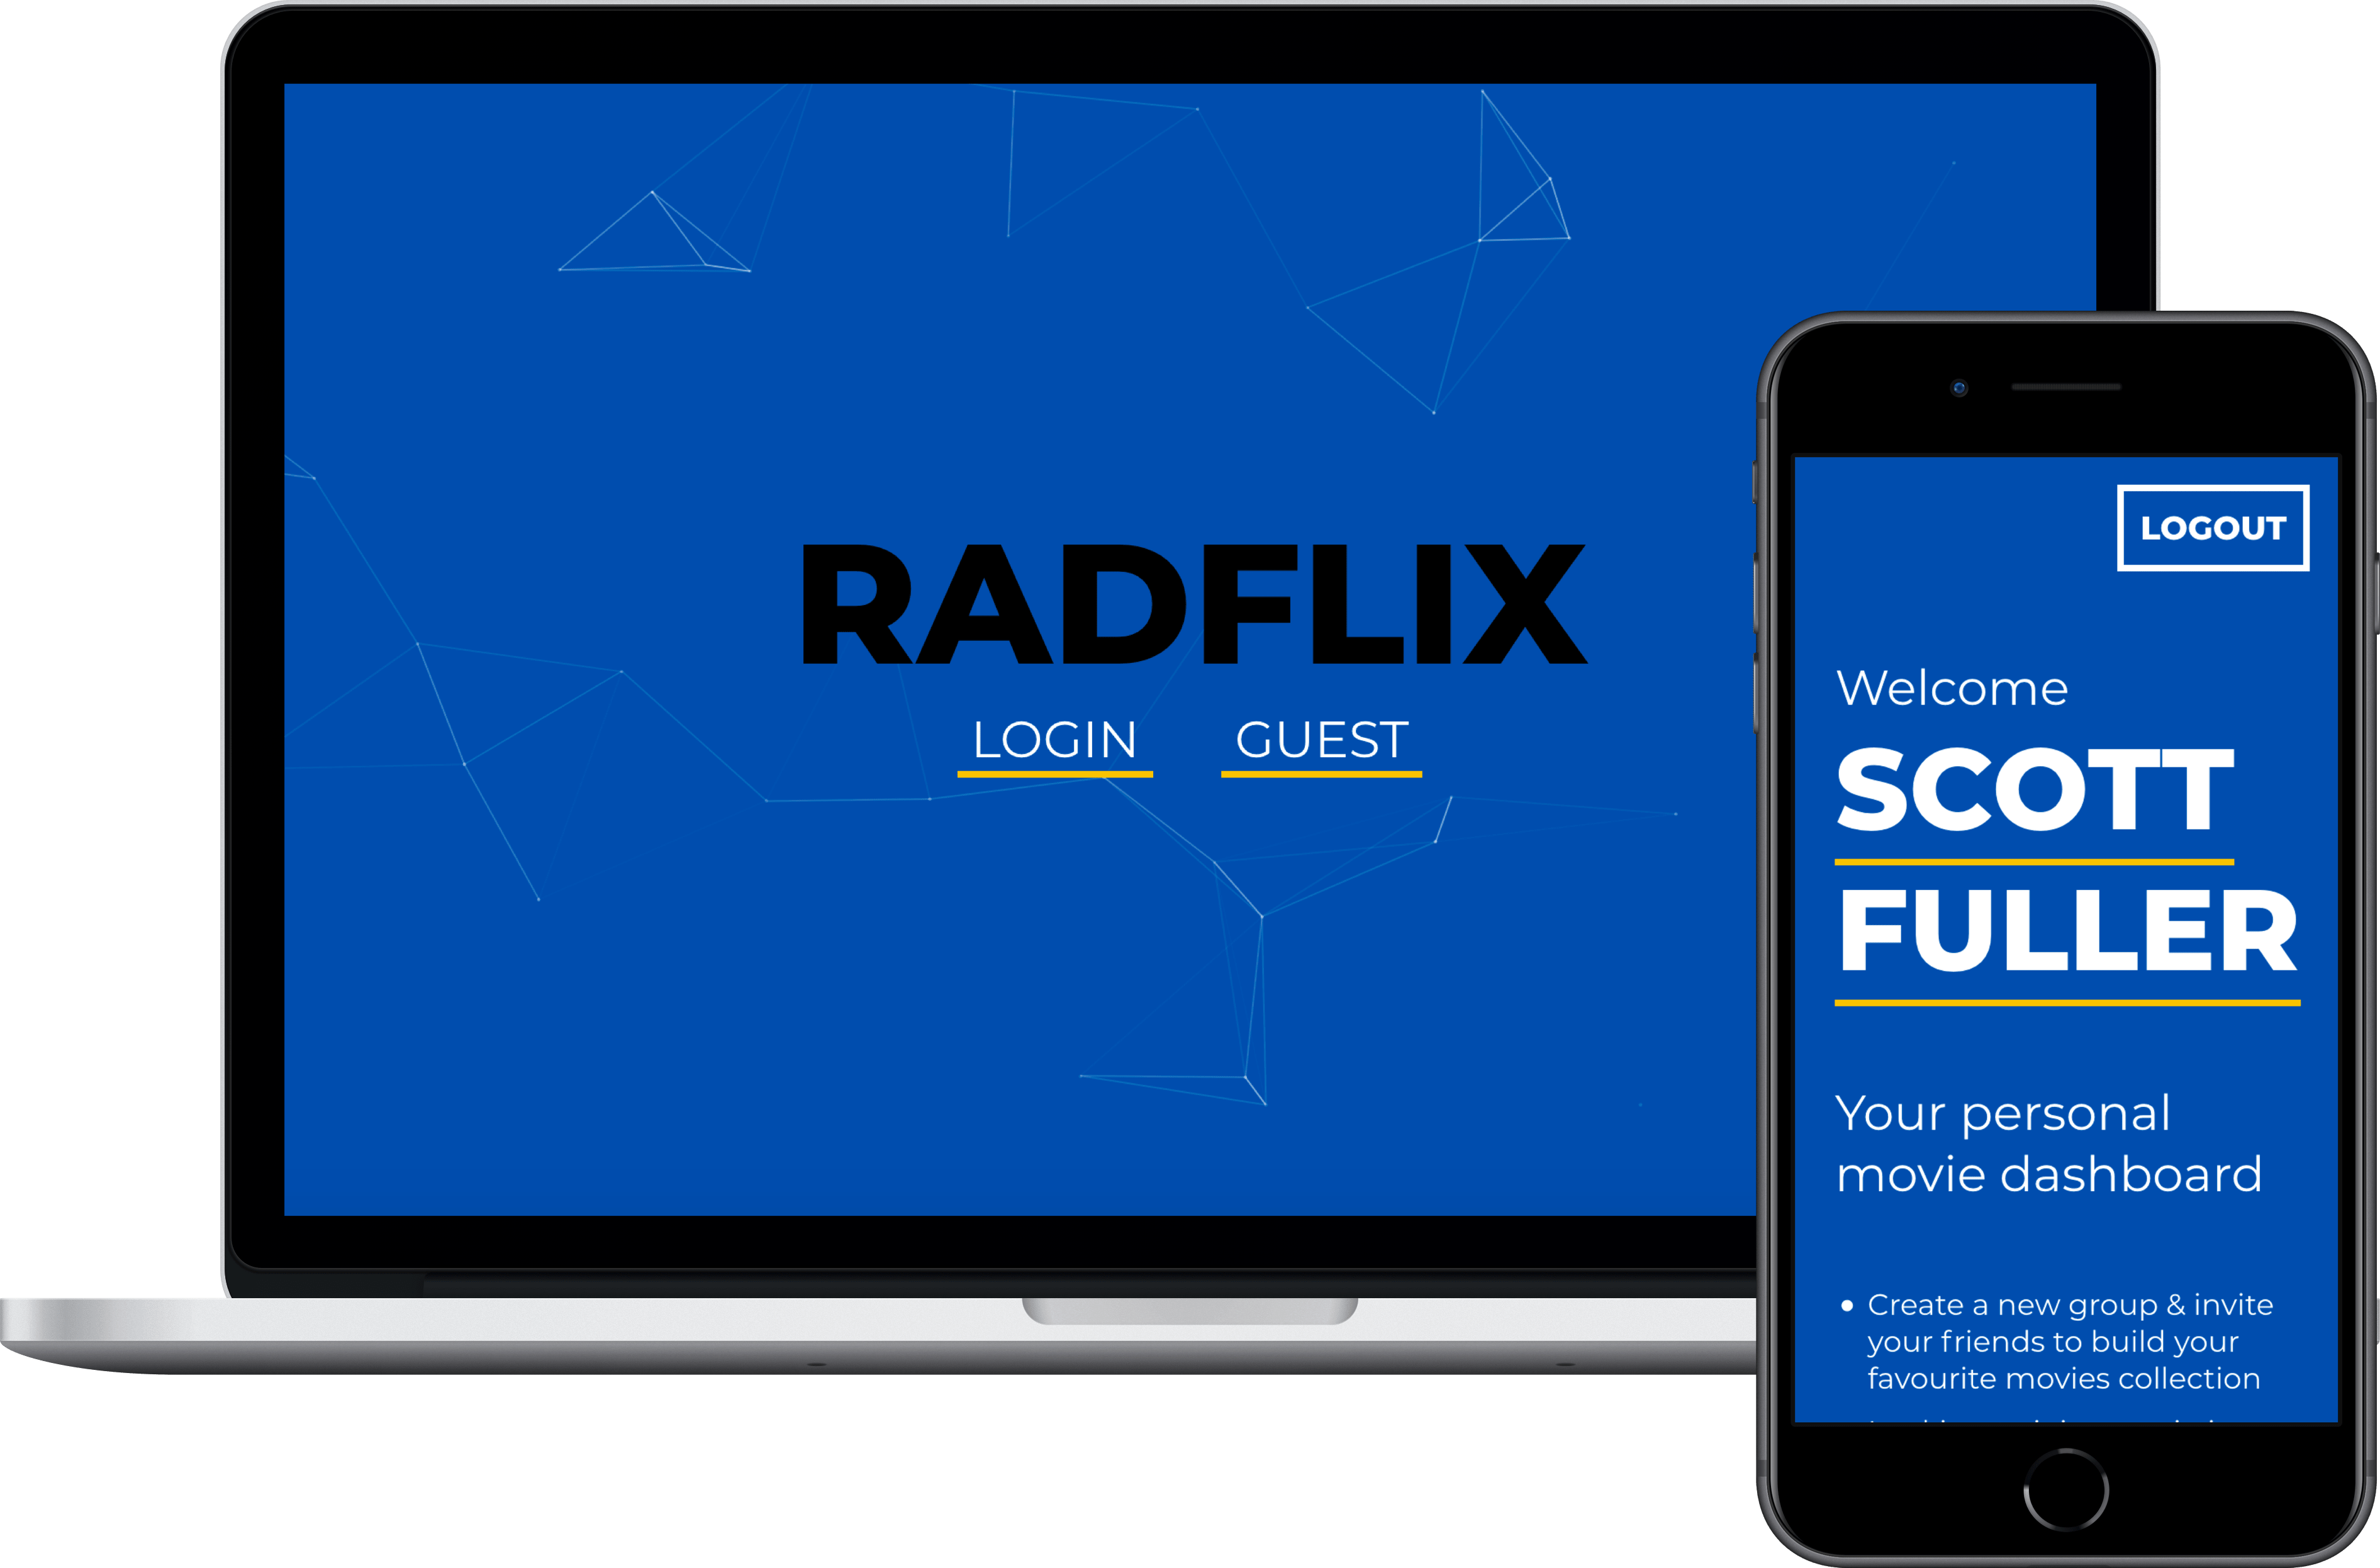 RADFLIX
LOGIN GUEST
LOGOUT
Welcome
SCOTT
FULLER
Your personal
movie dashboard
Create a new group & invite
your friends to build your
favourite movies collection